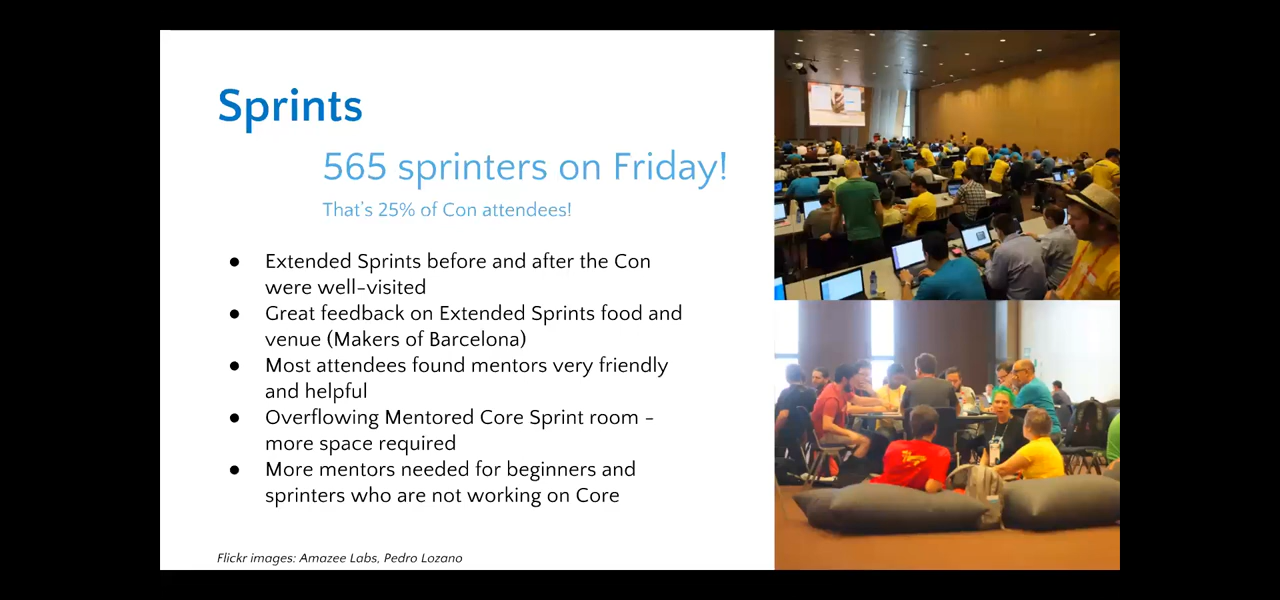 Sprints
565 sprinters on Friday!
That's 25% of Con attendees!
● Extended Sprints before and after the Con
were well-visited
● Great feedback on Extended Sprints food and
venue (Makers of Barcelona)
● Most attendees found mentors very friendly
and helpful
● Overflowing Mentored Core Sprint room -
more space required
● More mentors needed for beginners and
sprinters who are not working on Core
Flickr images: Amazee Labs, Pedro Lozano